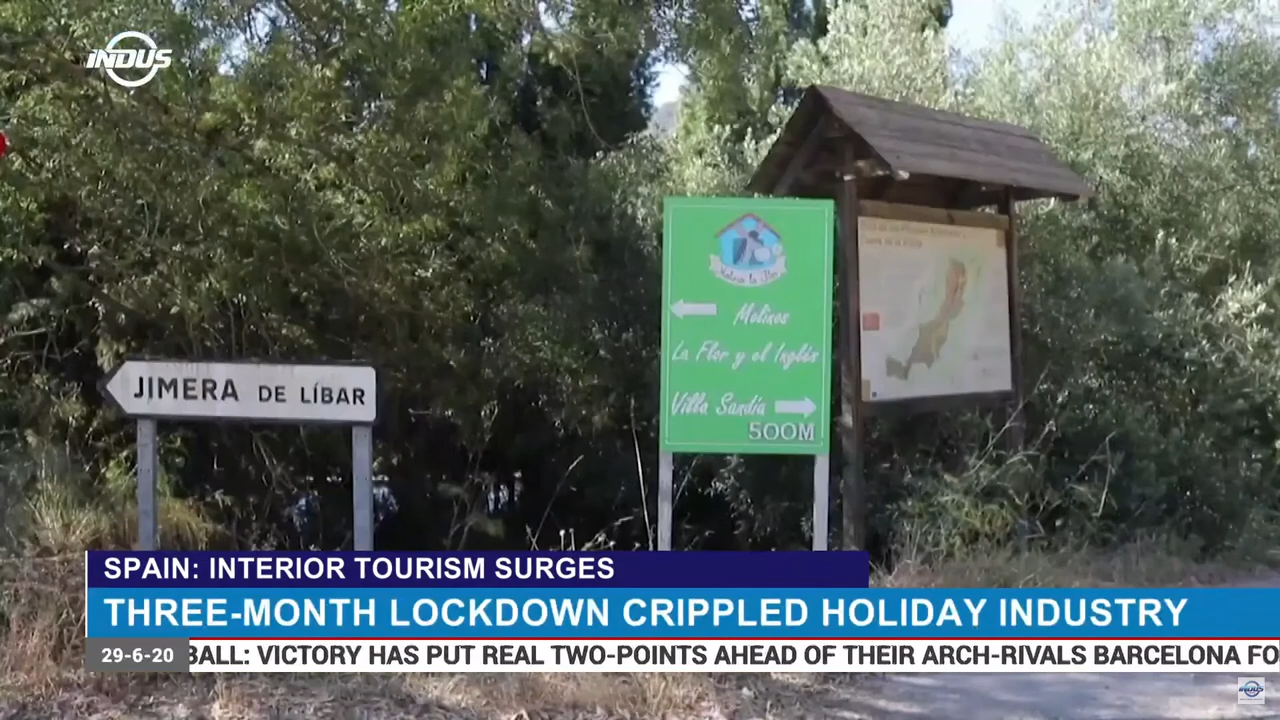 INDUS
JIMERA DE LÍBAR
Molinos
La Flor y el Inglés
Villa Sandía
500M
SPAIN: INTERIOR TOURISM SURGES
THREE-MONTH LOCKDOWN CRIPPLED HOLIDAY INDUSTRY
29-6-20
BALL: VICTORY HAS PUT REAL TWO-POINTS AHEAD OF THEIR ARCH-RIVALS BARCELONA FO
INDUS